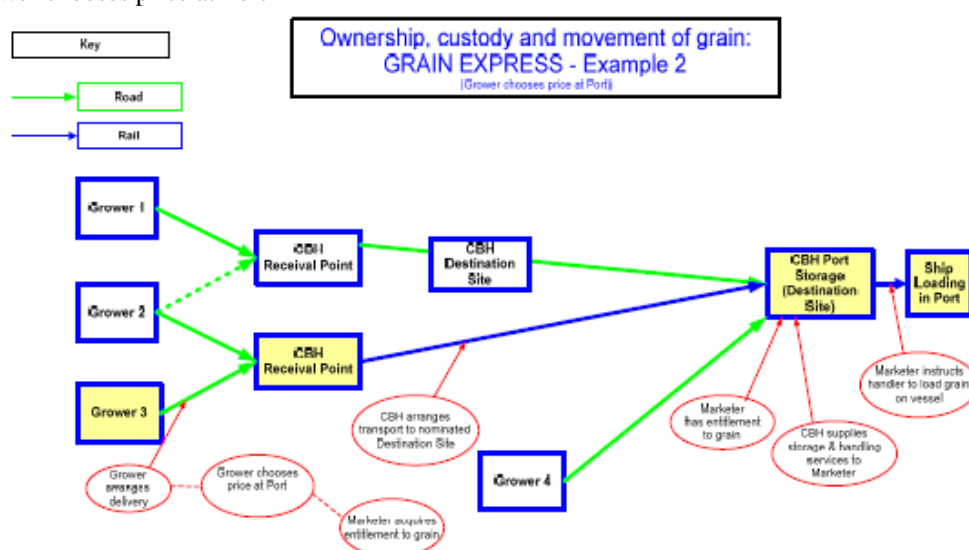 Key
Road
Rail
Ownership, custody and movement of grain:
GRAIN EXPRESS - Example 2
(Grower chooses price at Port)
Grower 1
Grower 2
Grower 3
Grower 4
CBH
Receival Point
CBH
Receival Point
CBH
Destination
Site
CBH Port
Storage
(Destination
Site)
Ship
Loading
in Port
Grower
arranges
delivery
Grower chooses
price at Port
Marketer acquires
entitlement to grain
CBH arranges
transport to nominated
Destination Site
Marketer
has entitlement
to grain
CBH supplies
storage & handling
services to
Marketer
Marketer instructs
handler to load grain
on vessel